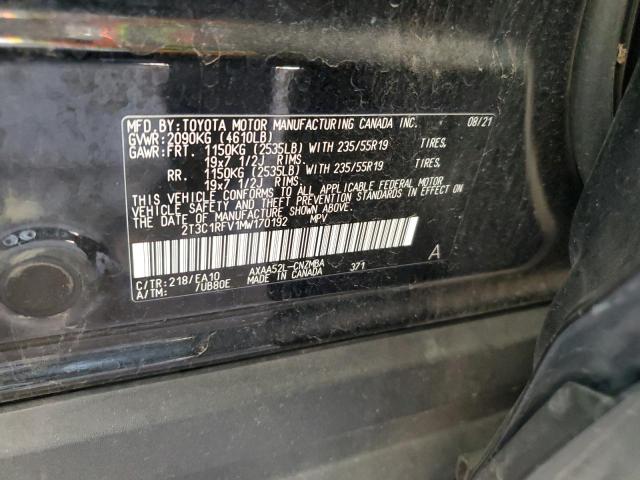 MFD.BY:TOYOTA MOTOR MANUFACTURING CANADA INC. 08/21
GVWR:2090KG (4610LB)
GAWR:FRT. 1150KG (2535LB) WITH 235/55R19 TIRES,
19x7 1/2J RIMS.
RR. 1150KG (2535LB) WITH 235/55R19 TIRES,
19x7 1/2J RIMS.
THIS VEHICLE CONFORMS TO ALL APPLICABLE FEDERAL MOTOR
VEHICLE SAFETY AND THEFT PREVENTION STANDARDS IN EFFECT
ON THE DATE OF MANUFACTURE SHOWN ABOVE.
2T3C1RFV1MW170192 MPV
C/TR:218/EA10 AXAA52L-CNZMBA 371 A
A/TM: /UB80E MADE IN CANADA